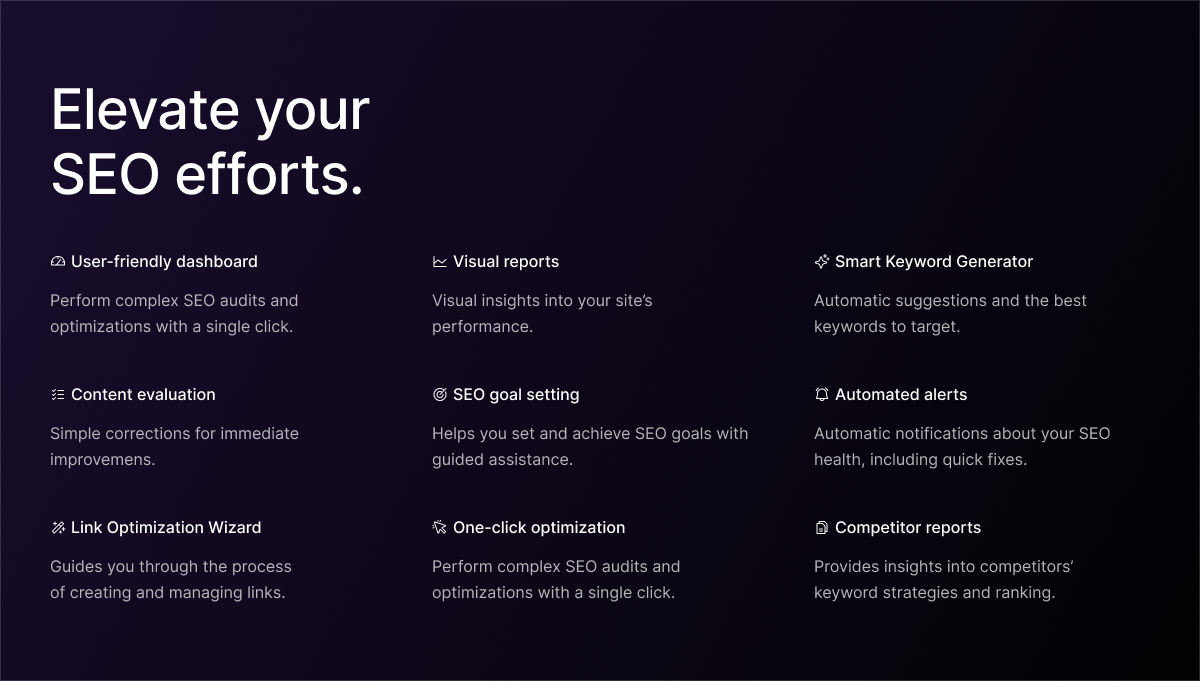 Elevate your
SEO efforts.
User-friendly dashboard
Perform complex SEO audits and
optimizations with a single click.
Visual reports
Visual insights into your site’s
performance.
Smart Keyword Generator
Automatic suggestions and the best
keywords to target.
Content evaluation
Simple corrections for immediate
improvemens.
SEO goal setting
Helps you set and achieve SEO goals with
guided assistance.
Automated alerts
Automatic notifications about your SEO
health, including quick fixes.
Link Optimization Wizard
Guides you through the process
of creating and managing links.
One-click optimization
Perform complex SEO audits and
optimizations with a single click.
Competitor reports
Provides insights into competitors’
keyword strategies and ranking.